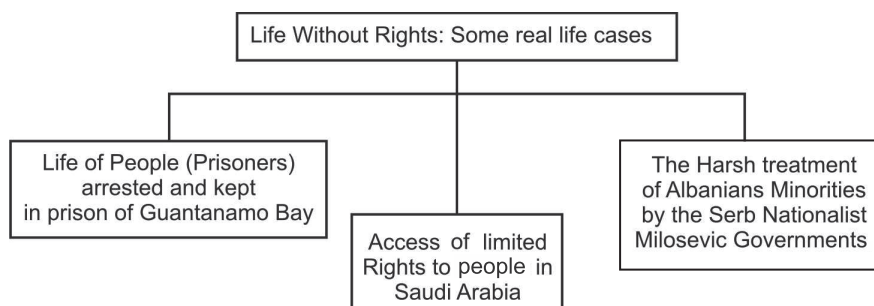 Life Without Rights: Some real life cases
Life of People (Prisoners)
arrested and kept
in prison of Guantanamo Bay
Access of limited
Rights to people in
Saudi Arabia
The Harsh treatment
of Albanians Minorities
by the Serb Nationalist
Milosevic Governments